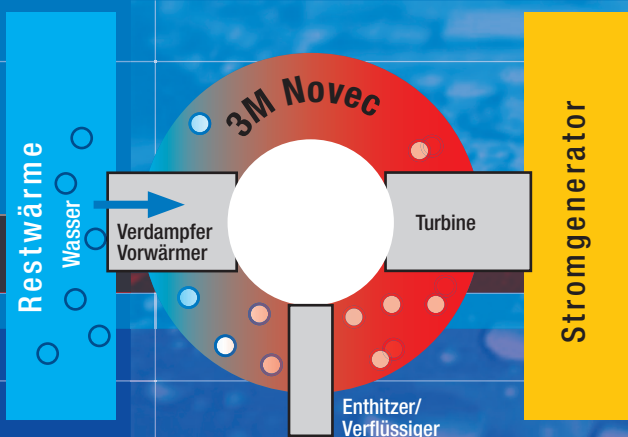 3M Novec
Restwärme
Wasser
Verdampfer
Vorwärmer
Turbine
Stromgenerator
Enthitzer/
Verflüssiger